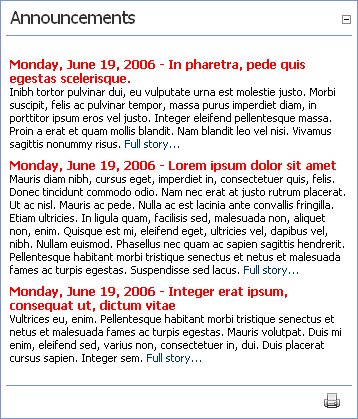 Announcements
Monday, June 19, 2006 - In pharetra, pede quis
egestas scelerisque.
Inibh tortor pulvinar dui, eu vulputate urna est molestie justo. Morbi
suscipit, felis ac pulvinar tempor, massa purus imperdiet diam, in
porttitor ipsum eros vel justo. Integer eleifend pellentesque massa.
Proin a erat et quam mollis blandit. Nam blandit leo vel nisi. Vivamus
sagittis nonummy risus. Full story...
Monday, June 19, 2006 - Lorem ipsum dolor sit amet
Mauris diam nibh, cursus eget, imperdiet in, consectetuer quis, felis.
Donec tincidunt commodo odio. Nam nec erat at justo rutrum placerat.
Ut ac nisl. Mauris ac pede. Nulla ac est lacinia ante convallis fringilla.
Etiam ultricies. In ligula quam, facilisis sed, malesuada non, aliquet
non, enim. Quisque est mi, eleifend eget, ultricies vel, dapibus vel,
nibh. Nullam euismod. Phasellus nec quam ac sapien sagittis hendrerit.
Pellentesque habitant morbi tristique senectus et netus et malesuada
fames ac turpis egestas. Suspendisse sed lacus. Full story...
Monday, June 19, 2006 - Integer erat ipsum,
consequat ut, dictum vitae
Vultrices eu, enim. Pellentesque habitant morbi tristique senectus et
netus et malesuada fames ac turpis egestas. Mauris volutpat. Duis mi
enim, eleifend sed, varius non, consectetuer in, dui. Duis placerat
cursus sapien. Integer sem. Full story...